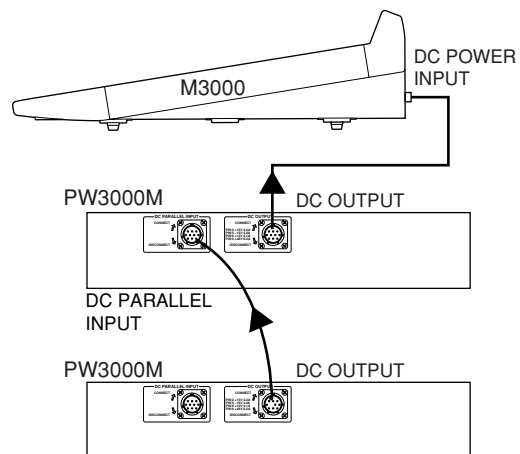 DC POWER
INPUT
M3000
PW3000M
DC OUTPUT
DC PARALLEL INPUT
CONNECT
DISCONNECT
DC OUTPUT
CONNECT
DISCONNECT
DC PARALLEL
INPUT
PW3000M
DC OUTPUT
DC PARALLEL INPUT
CONNECT
DISCONNECT
DC OUTPUT
CONNECT
DISCONNECT